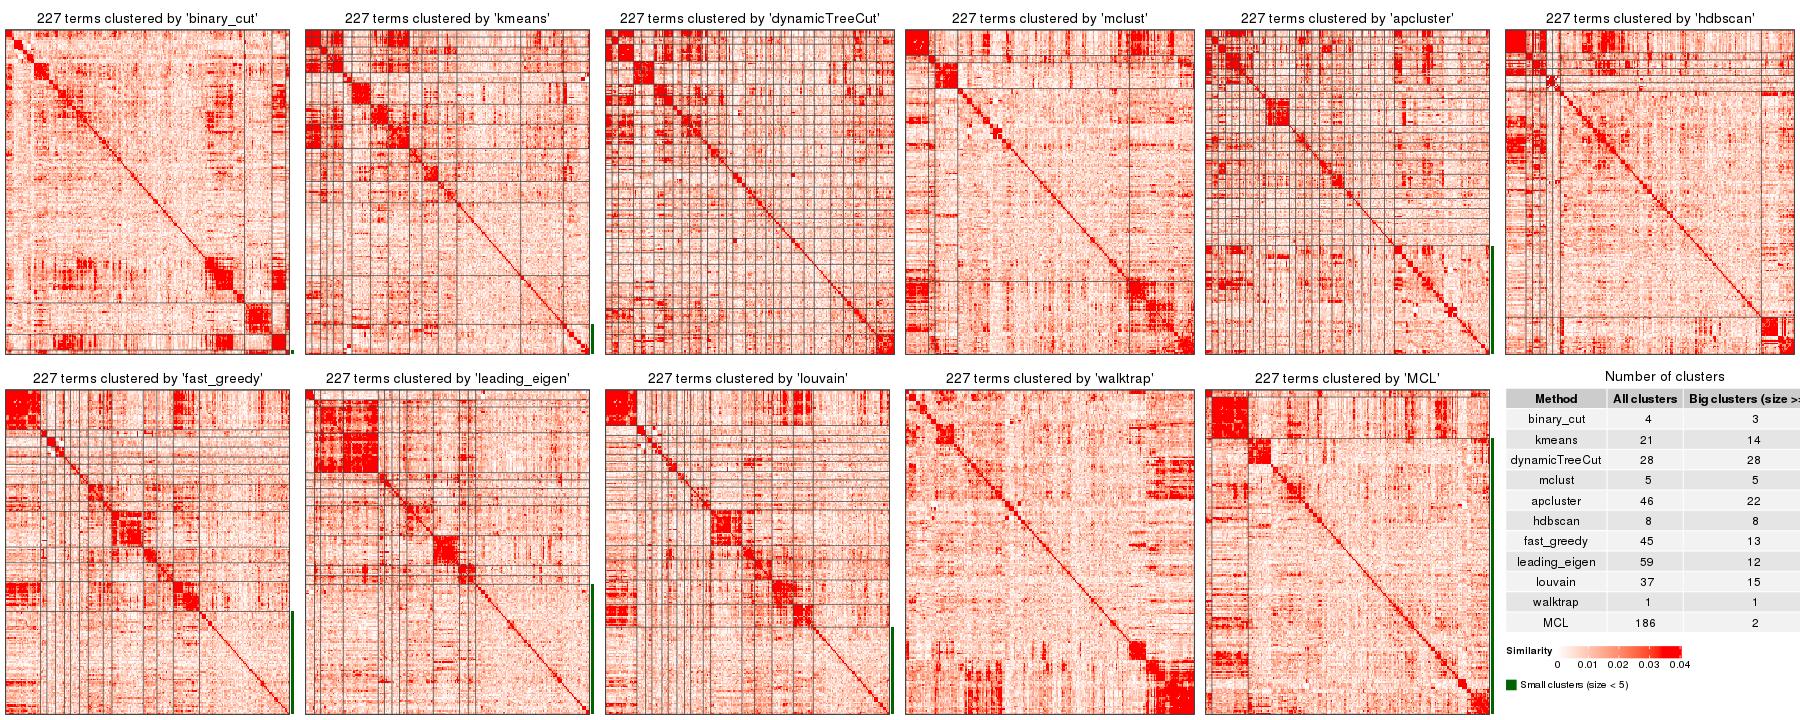 227 terms clustered by 'binary_cut'
227 terms clustered by 'kmeans'
227 terms clustered by 'dynamicTreeCut'
227 terms clustered by 'mclust'
227 terms clustered by 'apcluster'
227 terms clustered by 'hdbscan'
227 terms clustered by 'fast_greedy'
227 terms clustered by 'leading_eigen'
227 terms clustered by 'louvain'
227 terms clustered by 'walktrap'
227 terms clustered by 'MCL'
Number of clusters
Method All clusters Big clusters (size >
binary_cut 4 3
kmeans 21 14
dynamicTreeCut 28 28
mclust 5 5
apcluster 46 22
hdbscan 8 8
fast_greedy 45 13
leading_eigen 59 12
louvain 37 15
walktrap 1 1
MCL 186 2
Similarity
0 0.01 0.02 0.03 0.04
Small clusters (size < 5)